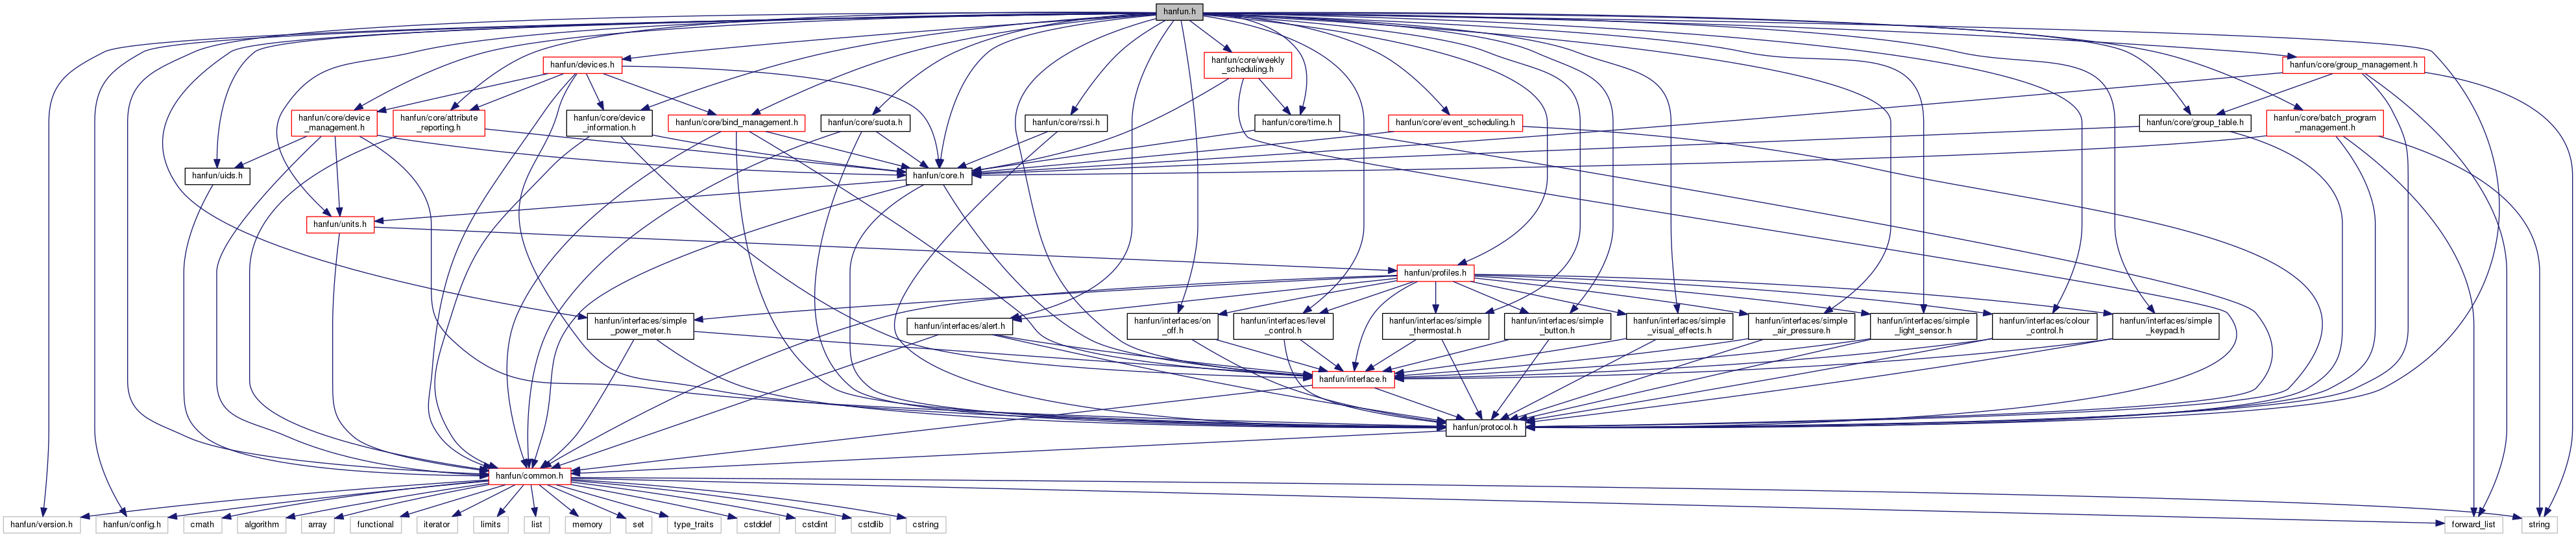 hanfun.h
hanfun/devices.h
hanfun/core/weekly
_scheduling.h
hanfun/core/group_management.h
hanfun/core/device
_management.h
hanfun/core/attribute
_reporting.h
hanfun/core/device
_information.h
hanfun/core/bind_management.h
hanfun/core/suota.h
hanfun/core/rssi.h
hanfun/core/time.h
hanfun/core/event_scheduling.h
hanfun/core/group_table.h
hanfun/core/batch_program
_management.h
hanfun/uids.h
hanfun/core.h
hanfun/units.h
hanfun/profiles.h
hanfun/interfaces/simple
_power_meter.h
hanfun/interfaces/alert.h
hanfun/interfaces/on
_off.h
hanfun/interfaces/level
_control.h
hanfun/interfaces/simple
_thermostat.h
hanfun/interfaces/simple
_button.h
hanfun/interfaces/simple
_visual_effects.h
hanfun/interfaces/simple
_air_pressure.h
hanfun/interfaces/simple
_light_sensor.h
hanfun/interfaces/colour
_control.h
hanfun/interfaces/simple
_keypad.h
hanfun/interface.h
hanfun/protocol.h
hanfun/common.h
hanfun/version.h
hanfun/config.h
cmath
algorithm
array
functional
iterator
limits
list
memory
set
type_traits
cstddef
cstdint
cstdlib
cstring
forward_list
string